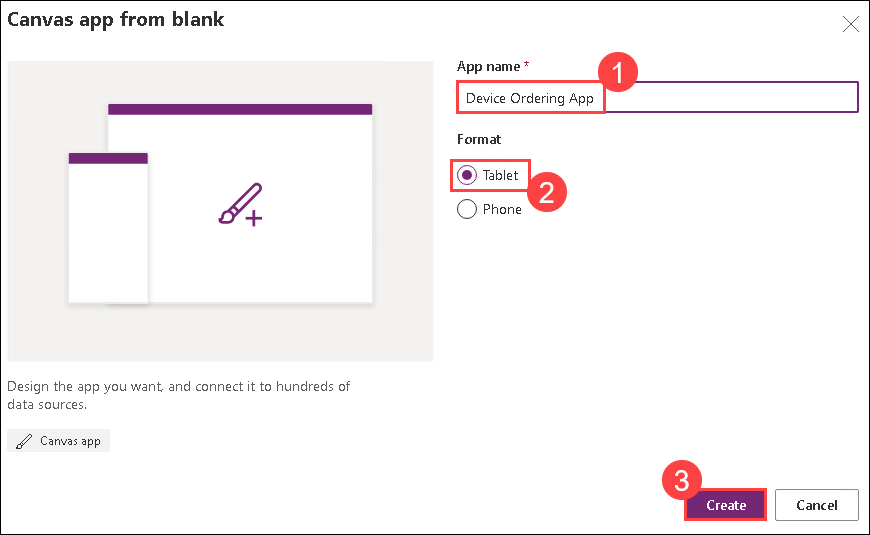 Canvas app from blank
App name *
1
Device Ordering App
Format
Tablet
2
Phone
Design the app you want, and connect it to hundreds of
data sources.
Canvas app
3
Create
Cancel